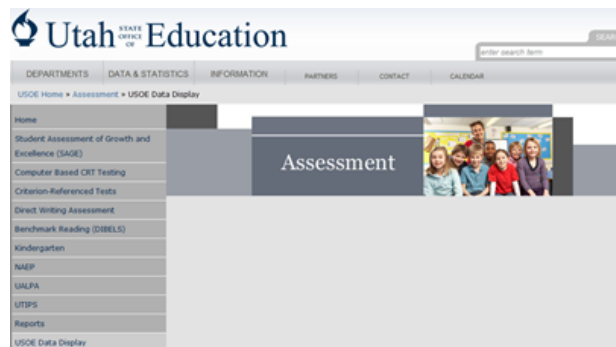 Utah STATE OFFICE OF Education
SEAR
enter search term
DEPARTMENTS DATA & STATISTICS INFORMATION PARTNERS CONTACT CALENDAR
USOE Home » Assessment » USOE Data Display
Home
Student Assessment of Growth and
Excellence (SAGE)
Computer Based CRT Testing
Criterion-Referenced Tests
Direct Writing Assessment
Benchmark Reading (DIBELS)
Kindergarten
NAEP
UALPA
UTIPS
Reports
USOE Data Display
Assessment